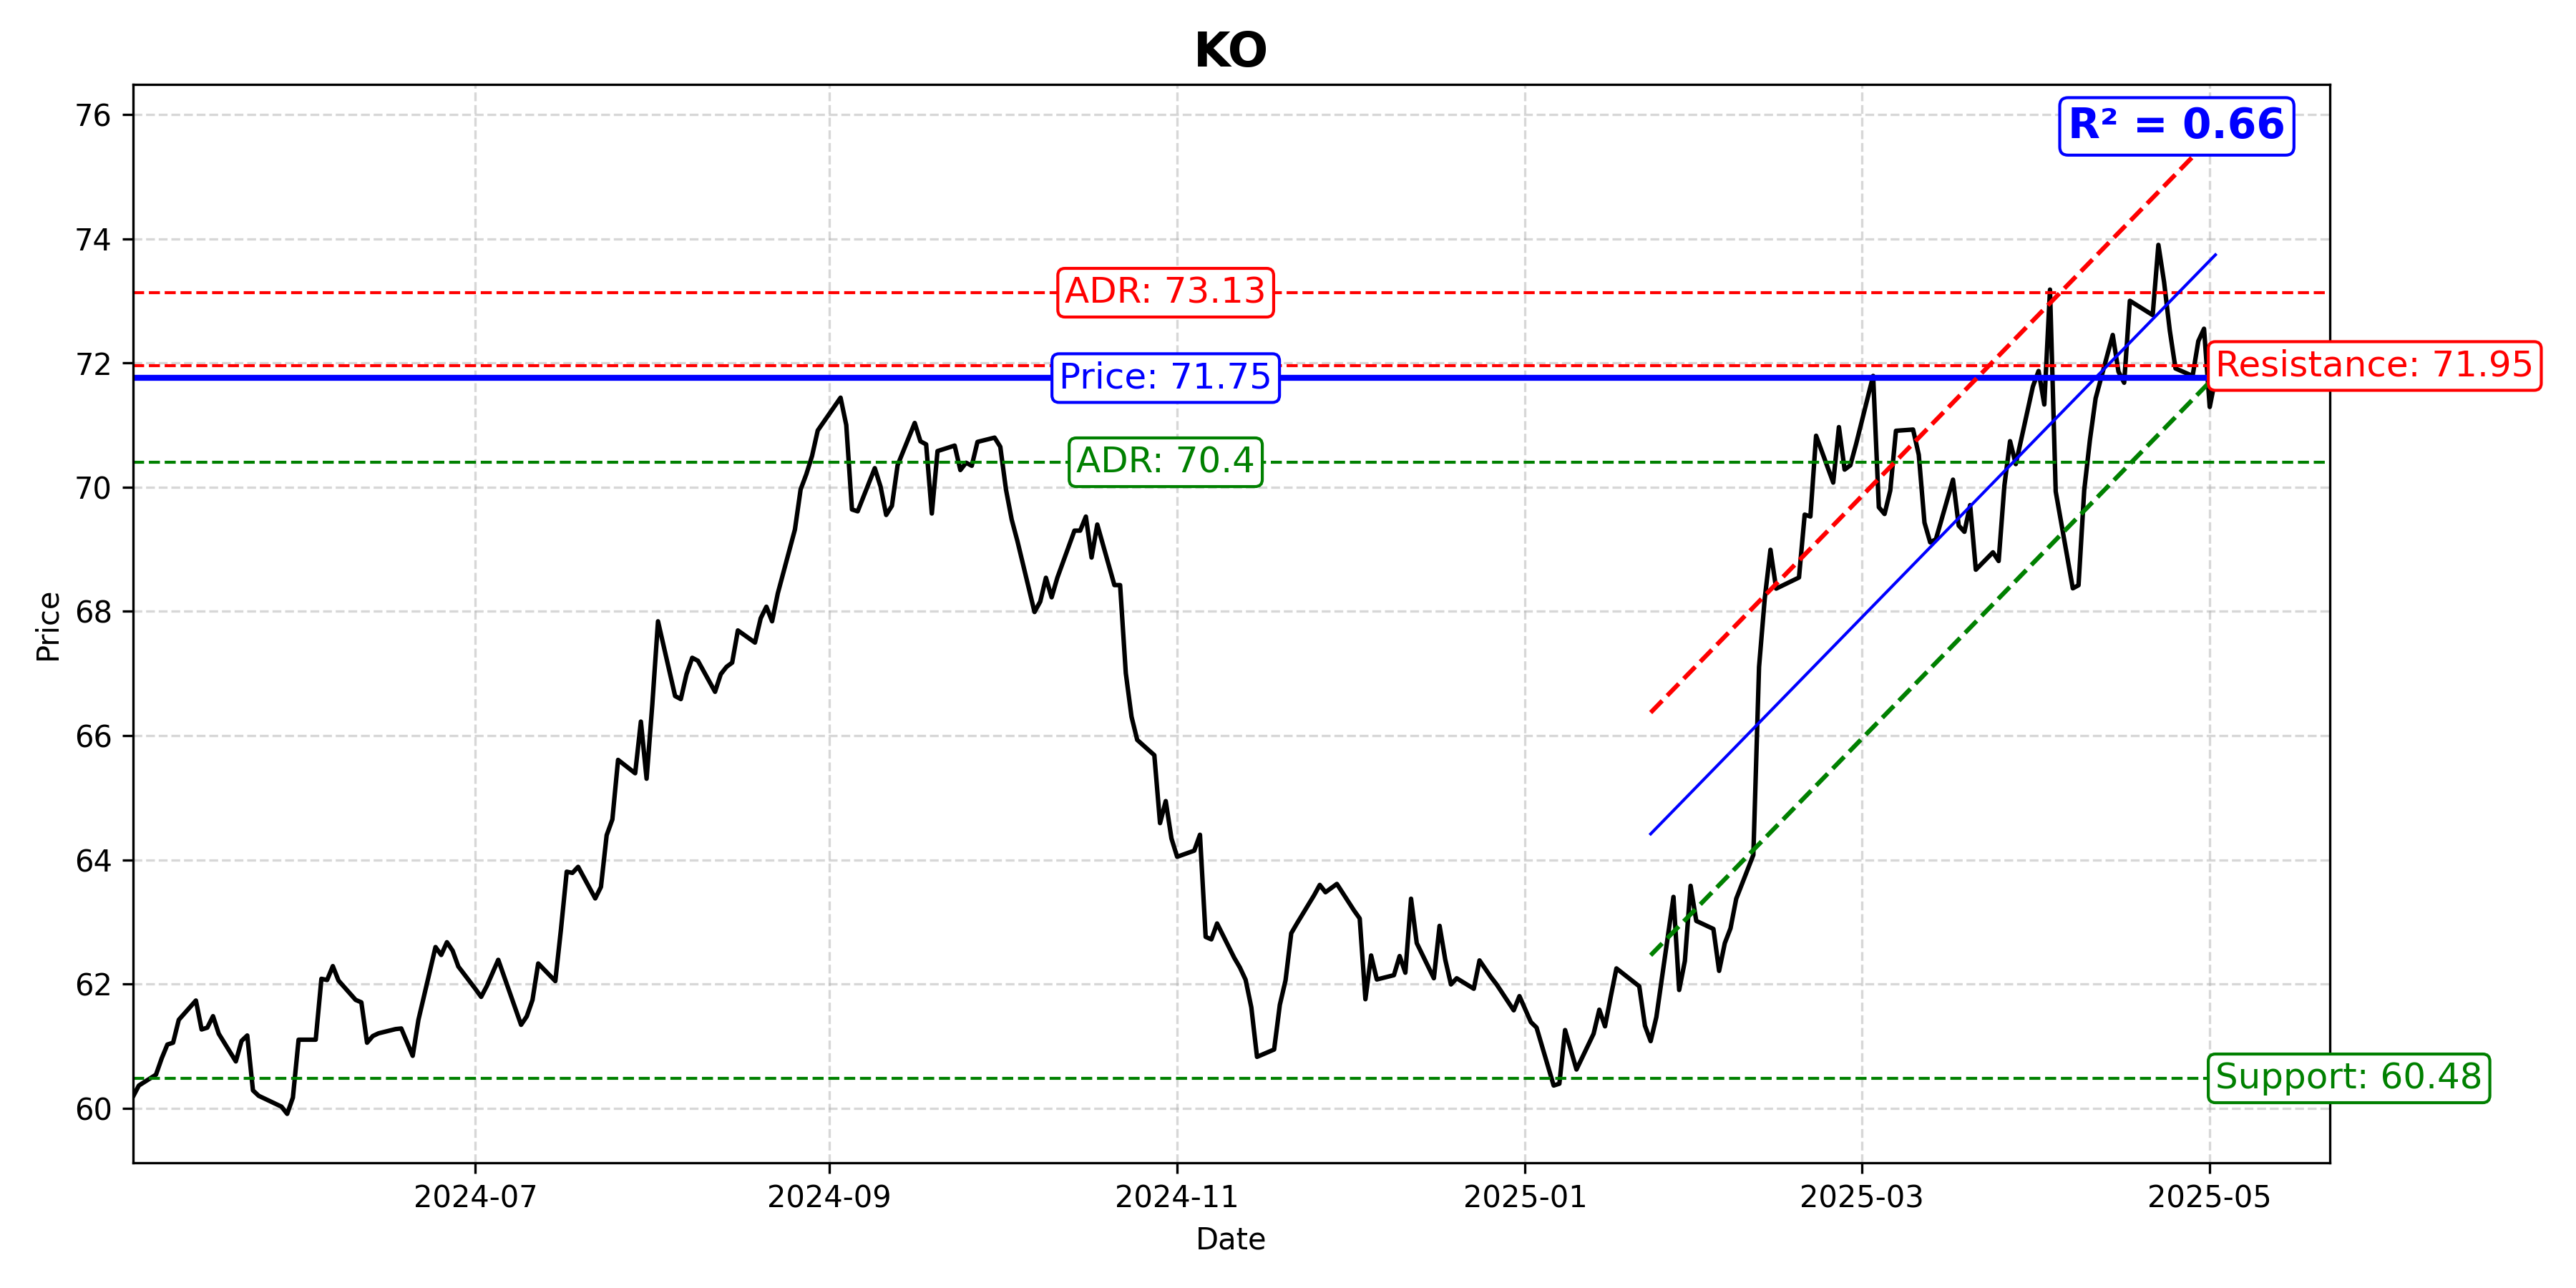 KO
R² = 0.66
76
74
72
70
68
66
64
62
60
Price
ADR: 73.13
Resistance: 71.95
Price: 71.75
ADR: 70.4
Support: 60.48
2024-07
2024-09
2024-11
2025-01
2025-03
2025-05
Date